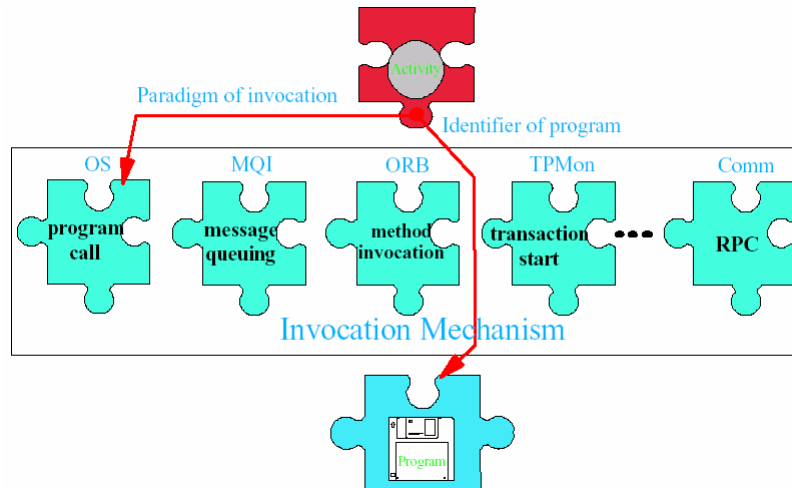 Activity
Paradigm of invocation
Identifier of program
OS
MQI
ORB
TPMon
Comm
program
call
message
queuing
method
invocation
transaction
start
RPC
Invocation Mechanism
Program